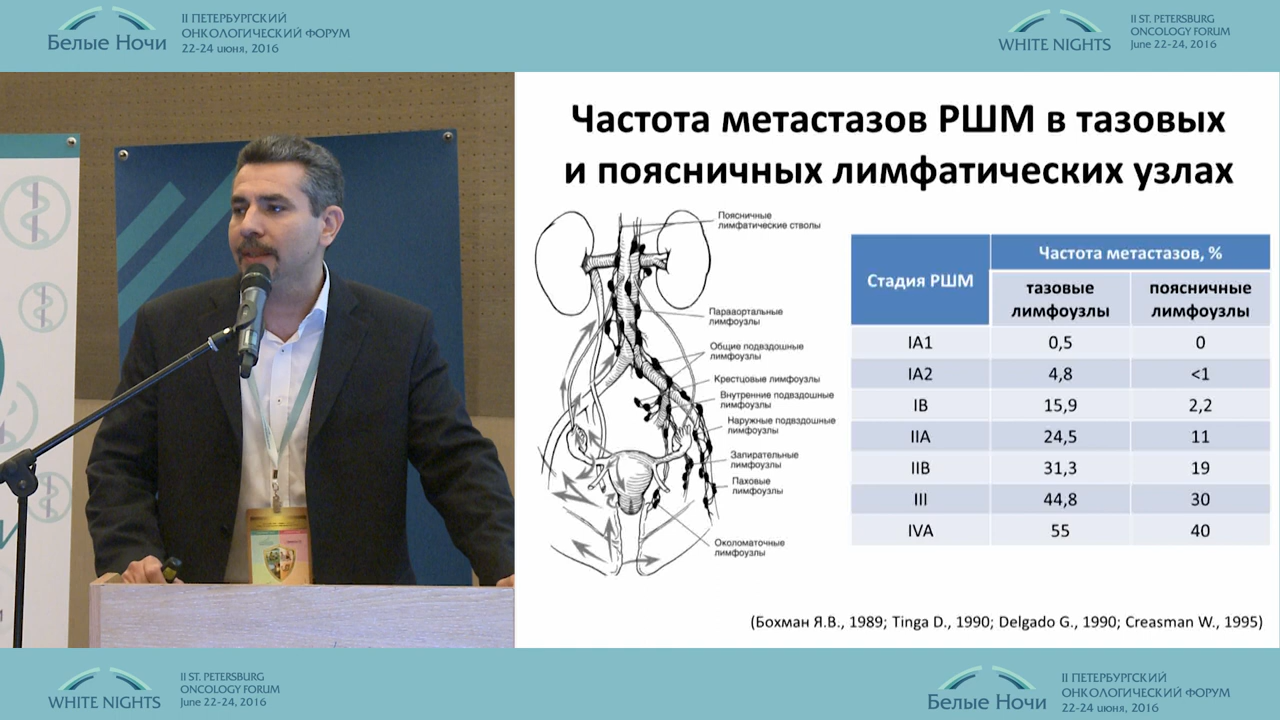 II ПЕТЕРБУРГСКИЙ
ОНКОЛОГИЧЕСКИЙ ФОРУМ
Белые Ночи
22-24 июня, 2016
II ST. PETERSBURG
ONCOLOGY FORUM
WHITE NIGHTS
June 22-24, 2016
Частота метастазов РШМ в тазовых
и поясничных лимфатических узлах
Поясничные
лимфатические стволы
Парааортальные
лимфоузлы
Общие подвздошные
лимфоузлы
Крестцовые лимфоузлы
Внутренние подвздошные
лимфоузлы
Наружные подвздошные
лимфоузлы
Запирательные
лимфоузлы
Паховые
лимфоузлы
Околоматочные
лимфоузлы
Стадия РШМ
Частота метастазов, %
тазовые лимфоузлы
поясничные лимфоузлы
IA1 0,5 0
IA2 4,8 <1
IB 15,9 2,2
IIA 24,5 11
IIB 31,3 19
III 44,8 30
IVA 55 40
(Бохман Я.В., 1989; Tinga D., 1990; Delgado G., 1990; Creasman W., 1995)
II ST. PETERSBURG
ONCOLOGY FORUM
WHITE NIGHTS
June 22-24, 2016
II ПЕТЕРБУРГСКИЙ
ОНКОЛОГИЧЕСКИЙ ФОРУМ
Белые Ночи
22-24 июня, 2016